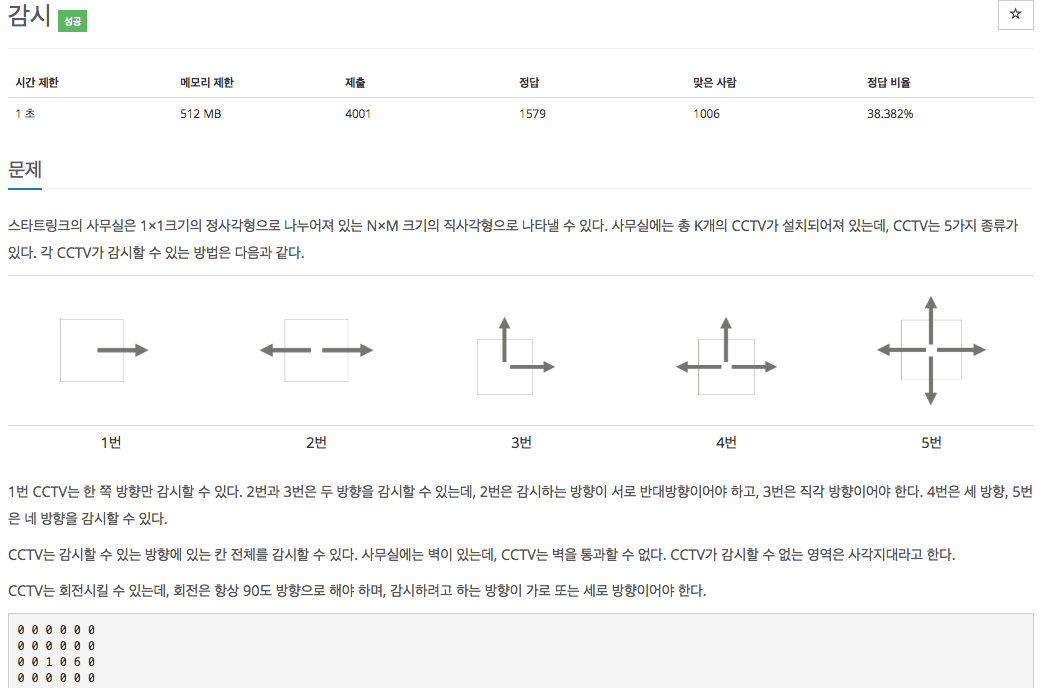 감시 성공
시간 제한 메모리 제한 제출 정답 맞은 사람 정답 비율
1 초 512 MB 4001 1579 1006 38.382%
문제
스타트링크의 사무실은 1×1크기의 정사각형으로 나누어져 있는 N×M 크기의 직사각형으로 나타낼 수 있다. 사무실에는 총 K개의 CCTV가 설치되어져 있는데, CCTV는 5가지 종류가
있다. 각 CCTV가 감시할 수 있는 방법은 다음과 같다.
1번 2번 3번 4번 5번
1번 CCTV는 한 쪽 방향만 감시할 수 있다. 2번과 3번은 두 방향을 감시할 수 있는데, 2번은 감시하는 방향이 서로 반대방향이어야 하고, 3번은 직각 방향이어야 한다. 4번은 세 방향, 5번
은 네 방향을 감시할 수 있다.
CCTV는 감시할 수 있는 방향에 있는 칸 전체를 감시할 수 있다. 사무실에는 벽이 있는데, CCTV는 벽을 통과할 수 없다. CCTV가 감시할 수 없는 영역은 사각지대라고 한다.
CCTV는 회전시킬 수 있는데, 회전은 항상 90도 방향으로 해야 하며, 감시하려고 하는 방향이 가로 또는 세로 방향이어야 한다.
0 0 0 0 0 0
0 0 0 0 0 0
0 0 1 0 6 0
0 0 0 0 0 0